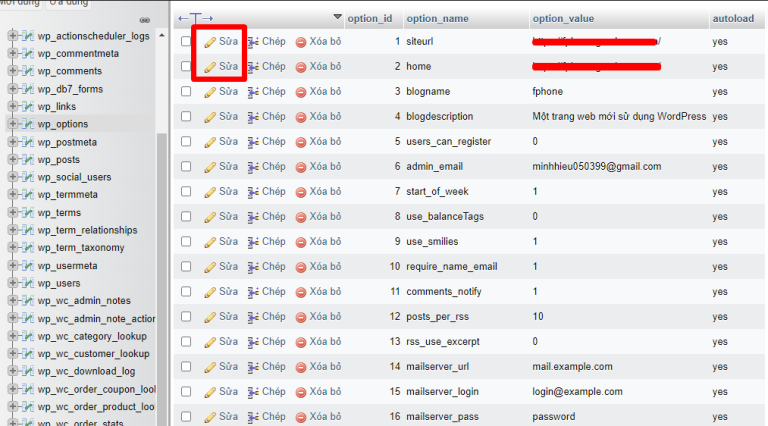 Mới dùng Ưa dùng
wp_actionscheduler_logs
wp_commentmeta
wp_comments
wp_db7_forms
wp_links
wp_options
wp_postmeta
wp_posts
wp_social_users
wp_termmeta
wp_terms
wp_term_relationships
wp_term_taxonomy
wp_usermeta
wp_users
wp_wc_admin_notes
wp_wc_admin_note_action
wp_wc_category_lookup
wp_wc_customer_lookup
wp_wc_download_log
wp_wc_order_coupon_look
wp_wc_order_product_loo
wp_wc_order_stats
option_id option_name option_value autoload
Sửa Chép Xóa bỏ 1 siteurl / yes
Sửa Chép Xóa bỏ 2 home yes
Sửa Chép Xóa bỏ 3 blogname fphone yes
Sửa Chép Xóa bỏ 4 blogdescription Một trang web mới sử dụng WordPress yes
Sửa Chép Xóa bỏ 5 users_can_register 0 yes
Sửa Chép Xóa bỏ 6 admin_email minhhieu050399@gmail.com yes
Sửa Chép Xóa bỏ 7 start_of_week 1 yes
Sửa Chép Xóa bỏ 8 use_balanceTags 0 yes
Sửa Chép Xóa bỏ 9 use_smilies 1 yes
Sửa Chép Xóa bỏ 10 require_name_email 1 yes
Sửa Chép Xóa bỏ 11 comments_notify 1 yes
Sửa Chép Xóa bỏ 12 posts_per_rss 10 yes
Sửa Chép Xóa bỏ 13 rss_use_excerpt 0 yes
Sửa Chép Xóa bỏ 14 mailserver_url mail.example.com yes
Sửa Chép Xóa bỏ 15 mailserver_login login@example.com yes
Sửa Chép Xóa bỏ 16 mailserver_pass password yes